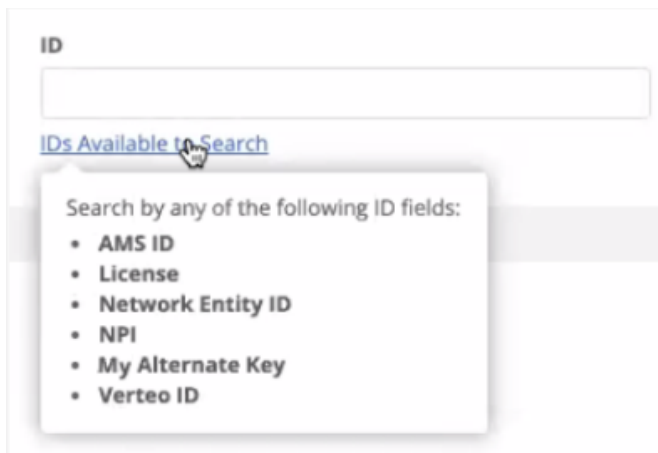 ID
IDs Available to Search
Search by any of the following ID fields:
• AMS ID
• License
• Network Entity ID
• NPI
• My Alternate Key
• Verteo ID